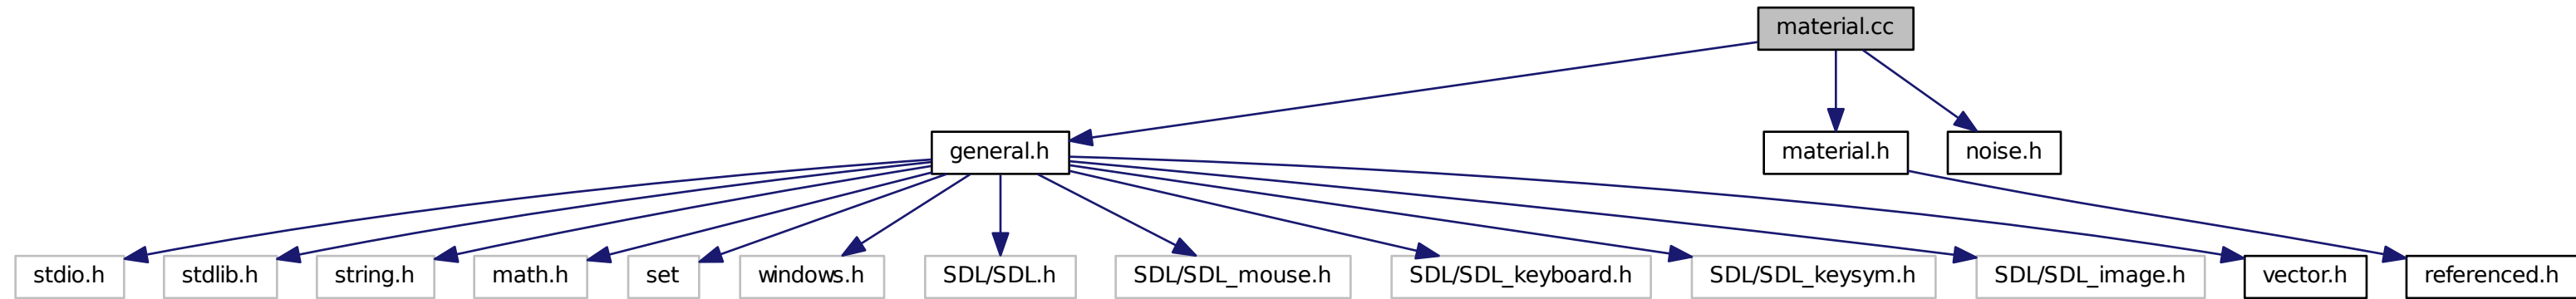 material.cc
general.h
material.h
noise.h
stdio.h
stdlib.h
string.h
math.h
set
windows.h
SDL/SDL.h
SDL/SDL_mouse.h
SDL/SDL_keyboard.h
SDL/SDL_keysym.h
SDL/SDL_image.h
vector.h
referenced.h